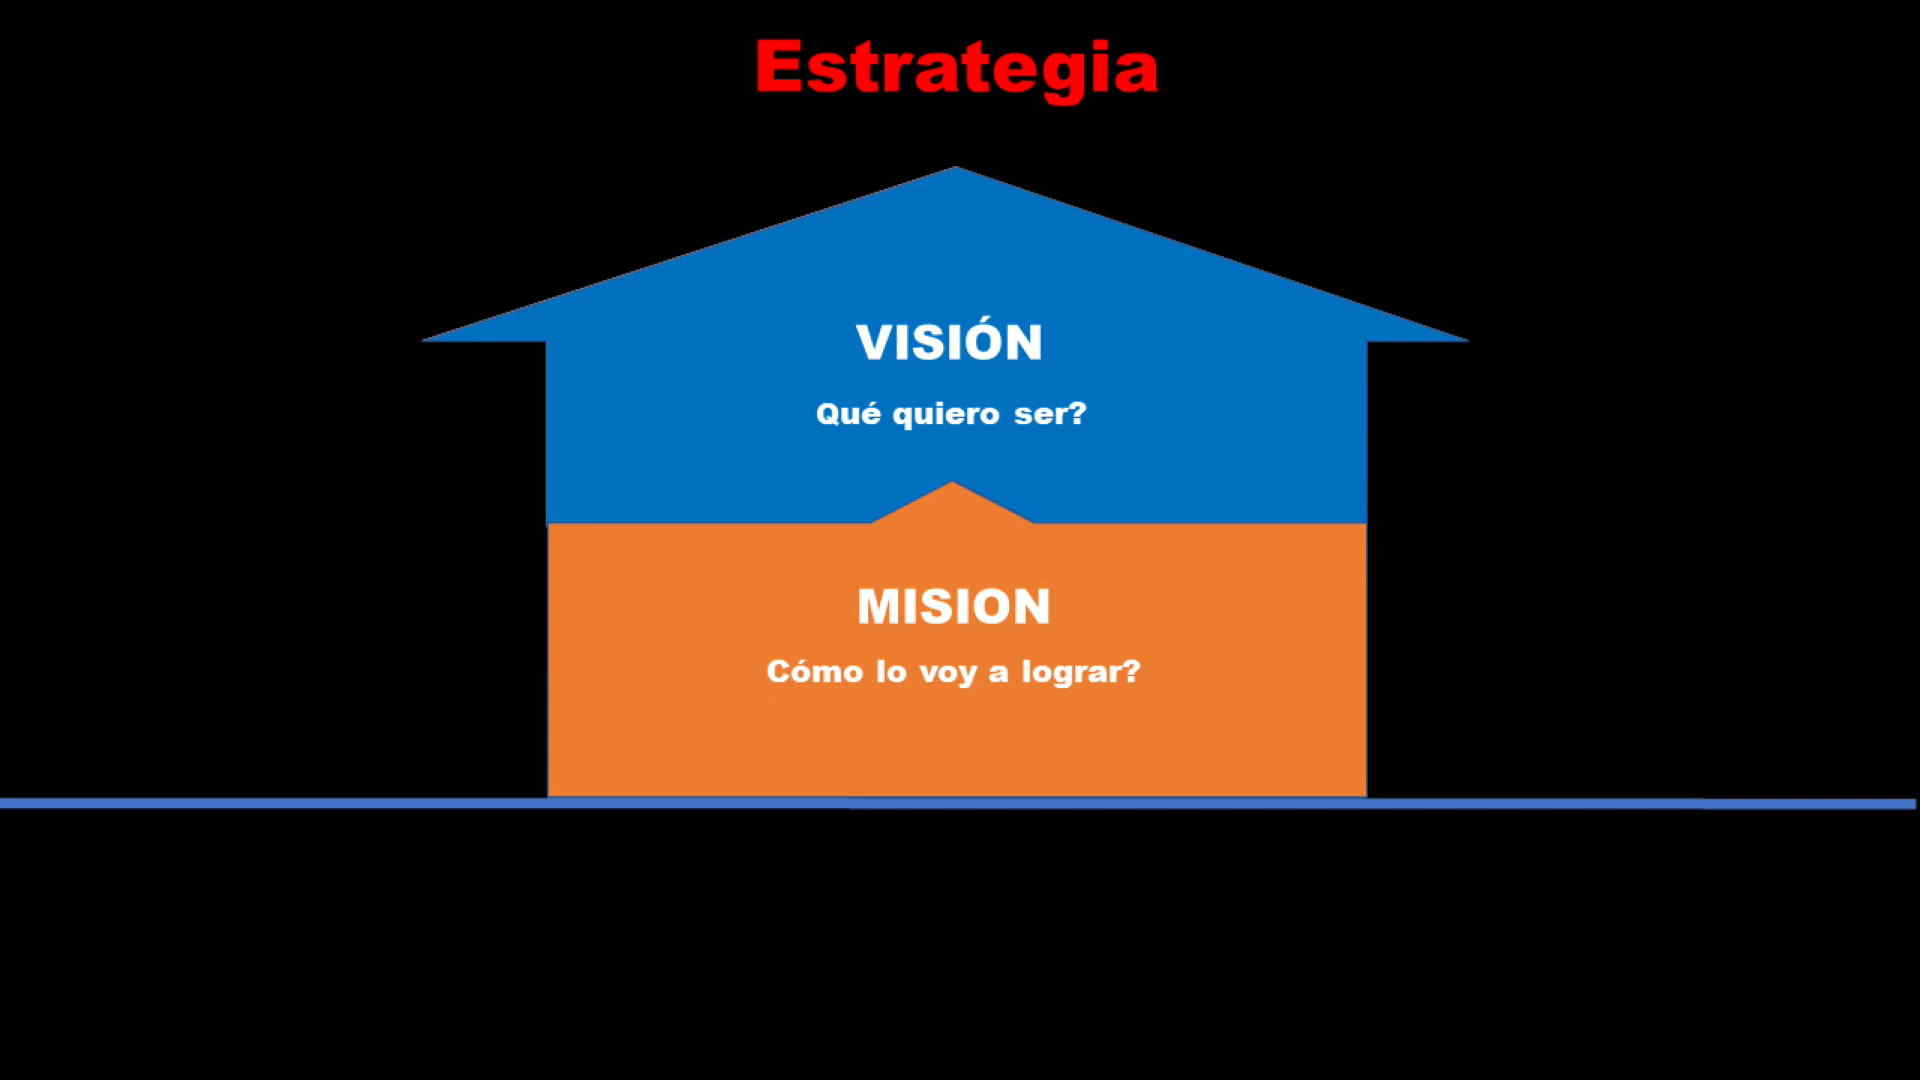 Estrategia
VISIÓN
Qué quiero ser?
MISION
Cómo lo voy a lograr?